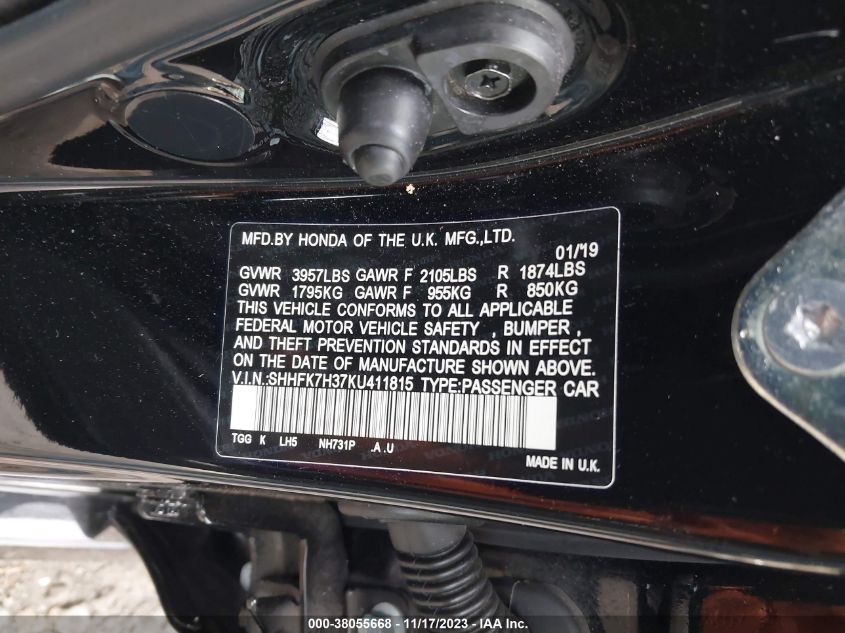 MFD.BY HONDA OF THE U.K. MFG.,LTD.
01/'19
GVWR 3957LBS GAWR F 2105LBS R 1874LBS
GVWR 1795KG GAWR F 955KG R 850KG
THIS VEHICLE CONFORMS TO ALL APPLICABLE
FEDERAL MOTOR VEHICLE SAFETY , BUMPER ,
AND THEFT PREVENTION STANDARDS IN EFFECT
ON THE DATE OF MANUFACTURE SHOWN ABOVE.
V.I.N.:SHHFK7H37KU411815 TYPE:PASSENGER CAR
TGG K LH5 NH731P .A .U
MADE IN U.K.
000-38055668 - 11/17/2023 - IAA Inc.